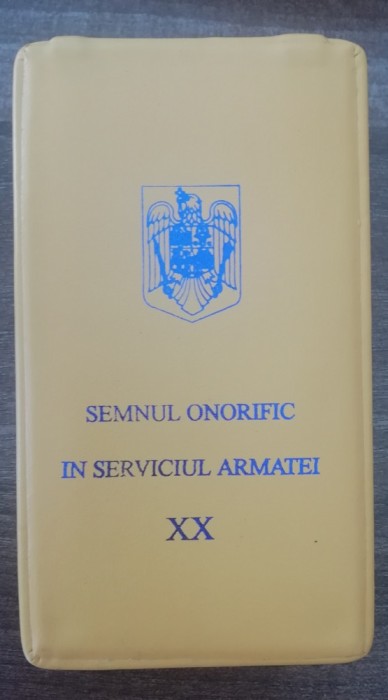 SEMNUL ONORIFIC
IN SERVICIUL ARMATEI
XX